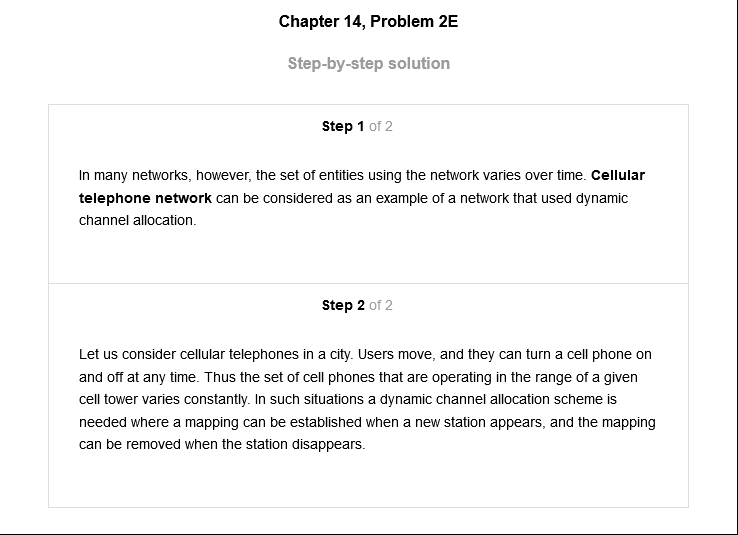 Chapter 14, Problem 2E
Step-by-step solution
Step 1 of 2
In many networks, however, the set of entities using the network varies over time. Cellular
telephone network can be considered as an example of a network that used dynamic
channel allocation.
Step 2 of 2
Let us consider cellular telephones in a city. Users move, and they can turn a cell phone on
and off at any time. Thus the set of cell phones that are operating in the range of a given
cell tower varies constantly. In such situations a dynamic channel allocation scheme is
needed where a mapping can be established when a new station appears, and the mapping
can be removed when the station disappears.